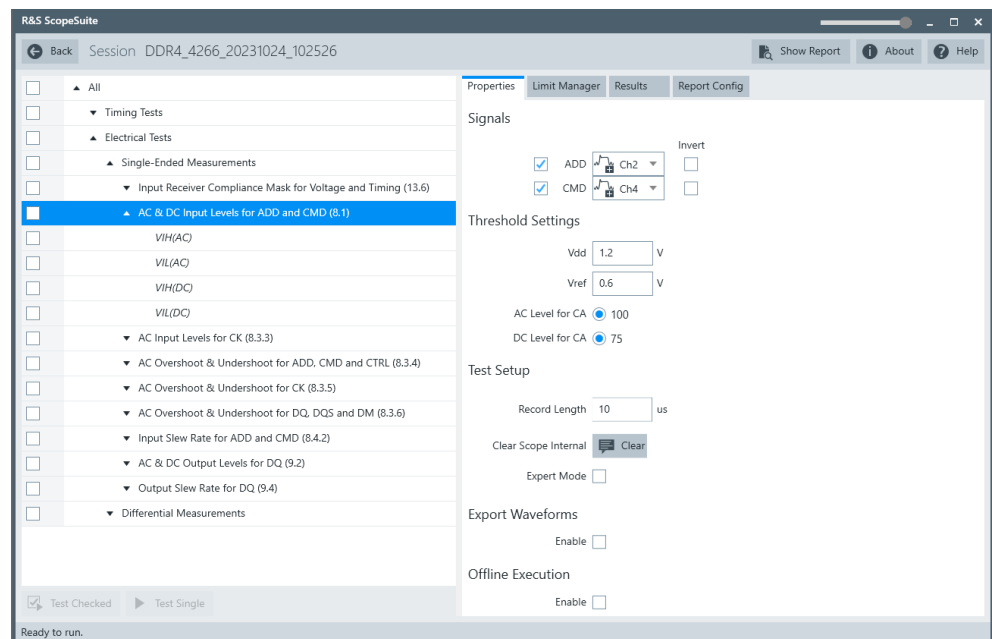 R&S ScopeSuite
Back Session DDR4_4266_20231024_102526 Show Report About Help
All
Timing Tests
Electrical Tests
Single-Ended Measurements
Input Receiver Compliance Mask for Voltage and Timing (13.6)
AC & DC Input Levels for ADD and CMD (8.1)
VIH(AC)
VIL(AC)
VIH(DC)
VIL(DC)
AC Input Levels for CK (8.3.3)
AC Overshoot & Undershoot for ADD, CMD and CTRL (8.3.4)
AC Overshoot & Undershoot for CK (8.3.5)
AC Overshoot & Undershoot for DQ, DQS and DM (8.3.6)
Input Slew Rate for ADD and CMD (8.4.2)
AC & DC Output Levels for DQ (9.2)
Output Slew Rate for DQ (9.4)
Differential Measurements
Test Checked Test Single
Properties Limit Manager Results Report Config
Signals
Invert
ADD Ch2
CMD Ch4
Threshold Settings
Vdd 1.2 V
Vref 0.6 V
AC Level for CA 100
DC Level for CA 75
Test Setup
Record Length 10 us
Clear Scope Internal Clear
Expert Mode
Export Waveforms
Enable
Offline Execution
Enable
Ready to run.